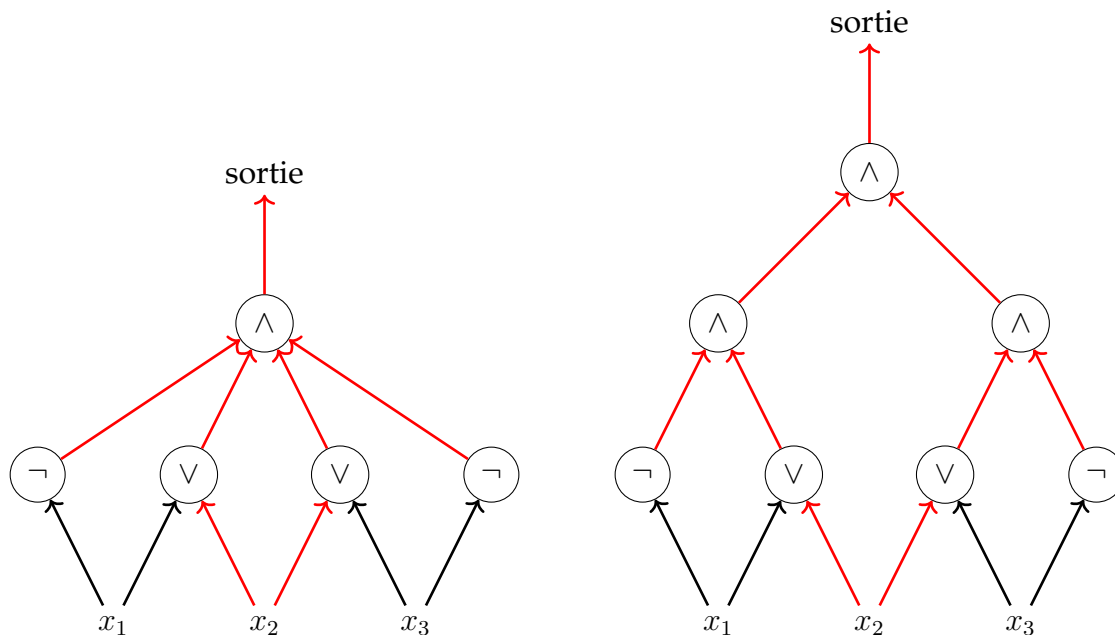 sortie
sortie
∧
∧
∧ ∧
¬ ∨ ∨ ¬
¬ ∨ ∨ ¬
x₁ x₂ x₃
x₁ x₂ x₃